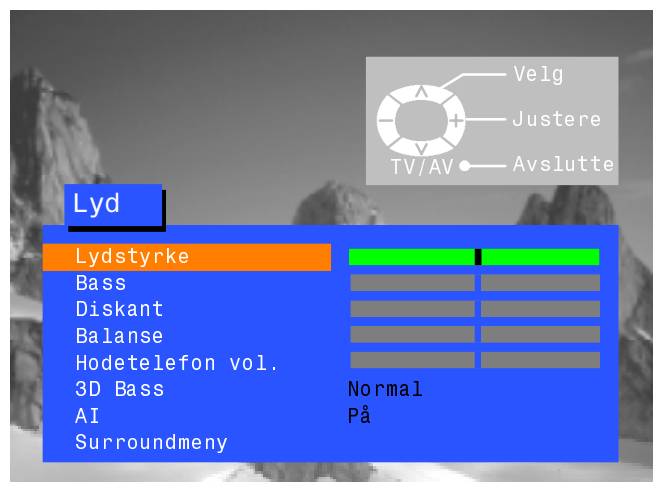 Velg
Justere
TV/AV Avslutte
Lyd
Lydstyrke
Bass
Diskant
Balanse
Hodetelefon vol.
3D Bass Normal
AI På
Surroundmeny